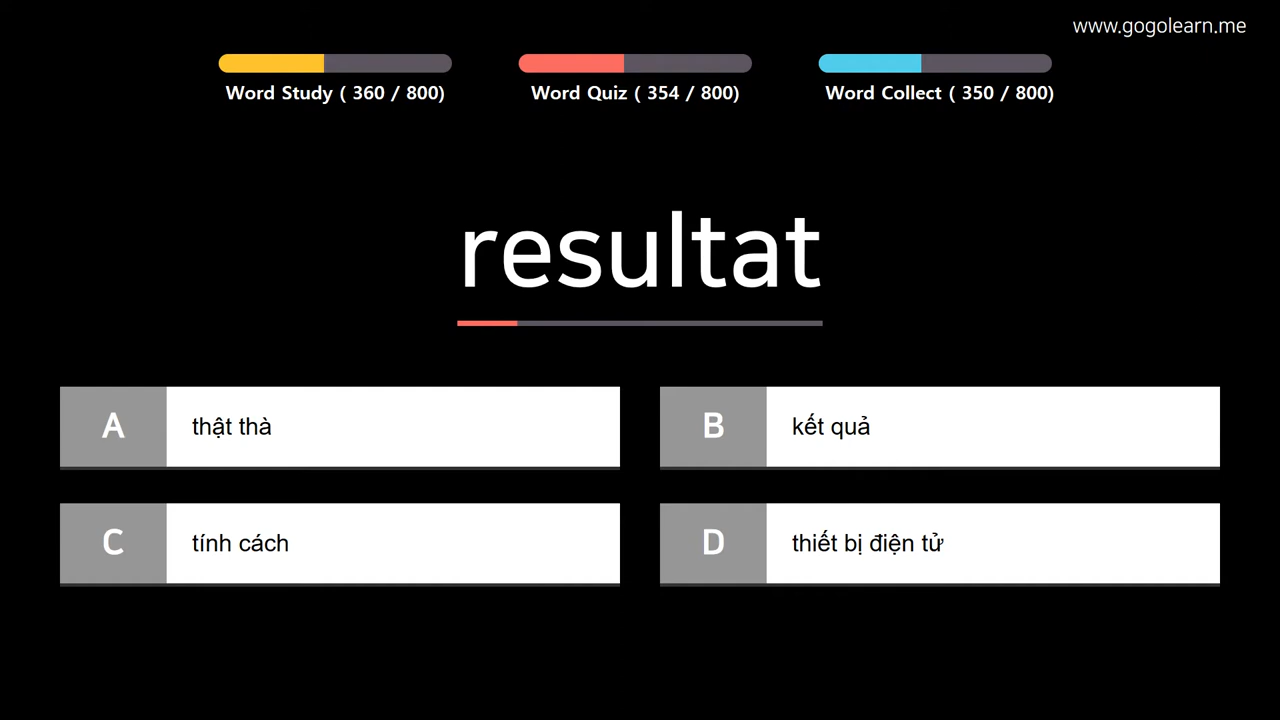 www.gogolearn.me
Word Study ( 360 / 800)
Word Quiz ( 354 / 800)
Word Collect ( 350 / 800)
resultat
A
thật thà
B
kết quả
C
tính cách
D
thiết bị điện tử